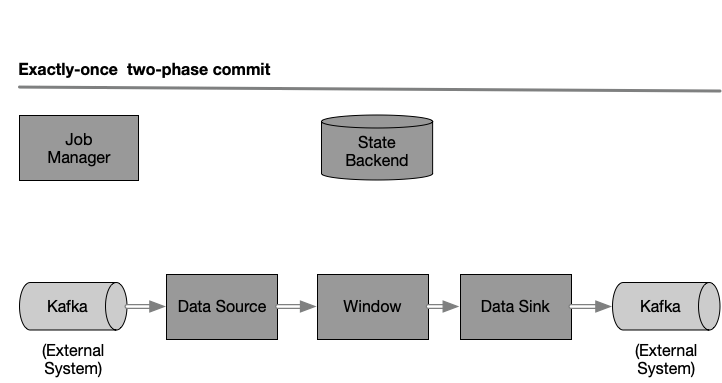 Exactly-once two-phase commit
Job
Manager
State
Backend
Kafka
Data Source
Window
Data Sink
Kafka
(External
System)
(External
System)